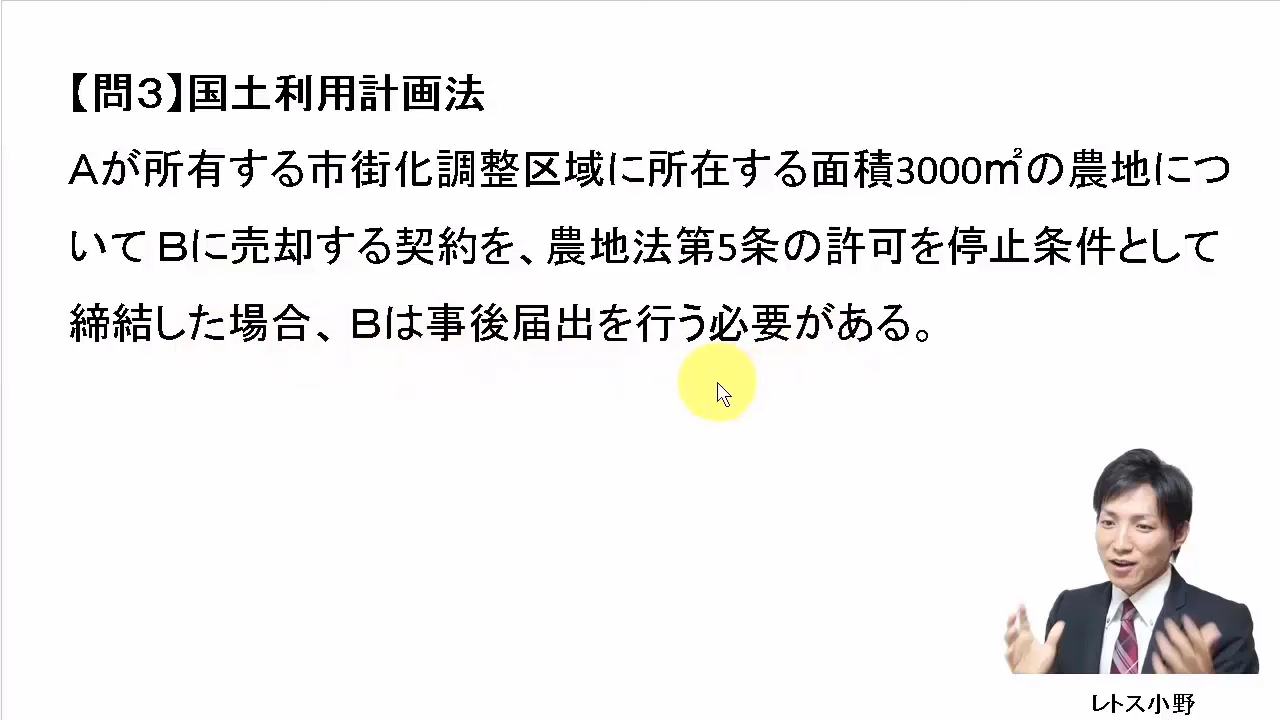 【問３】国土利用計画法
Ａが所有する市街化調整区域に所在する面積3000㎡の農地につ
いてＢに売却する契約を、農地法第5条の許可を停止条件として
締結した場合、Ｂは事後届出を行う必要がある。
レトス小野